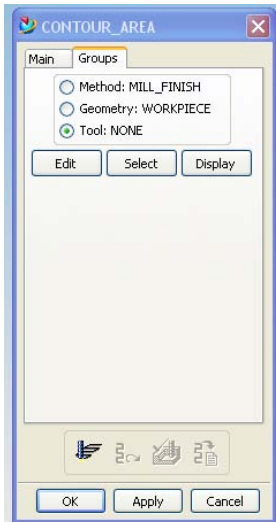 CONTOUR_AREA
Main Groups
Method: MILL_FINISH
Geometry: WORKPIECE
Tool: NONE
Edit Select Display
OK Apply Cancel